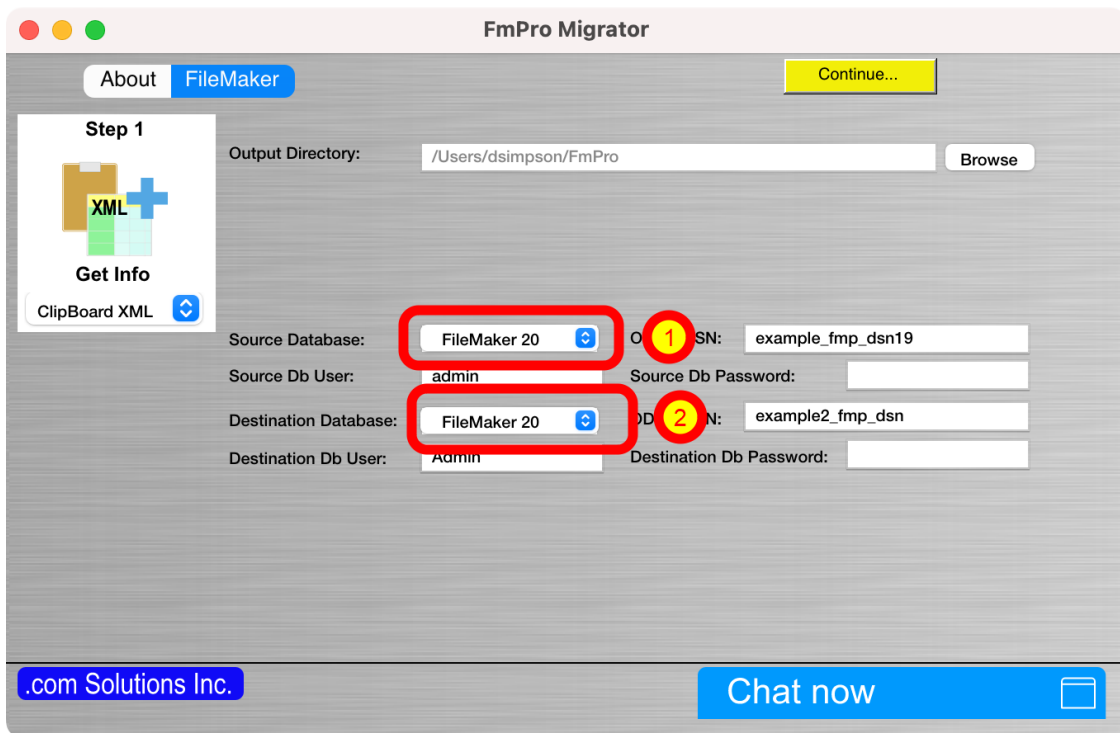 FmPro Migrator
About FileMaker
Continue...
Step 1
Output Directory: /Users/dsimpson/FmPro Browse
XML
Get Info
ClipBoard XML
Source Database: FileMaker 20 1 SN: example_fmp_dsn19
Source Db User: admin Source Db Password:
Destination Database: FileMaker 20 2 N: example2_fmp_dsn
Destination Db User: Admin Destination Db Password:
.com Solutions Inc.
Chat now